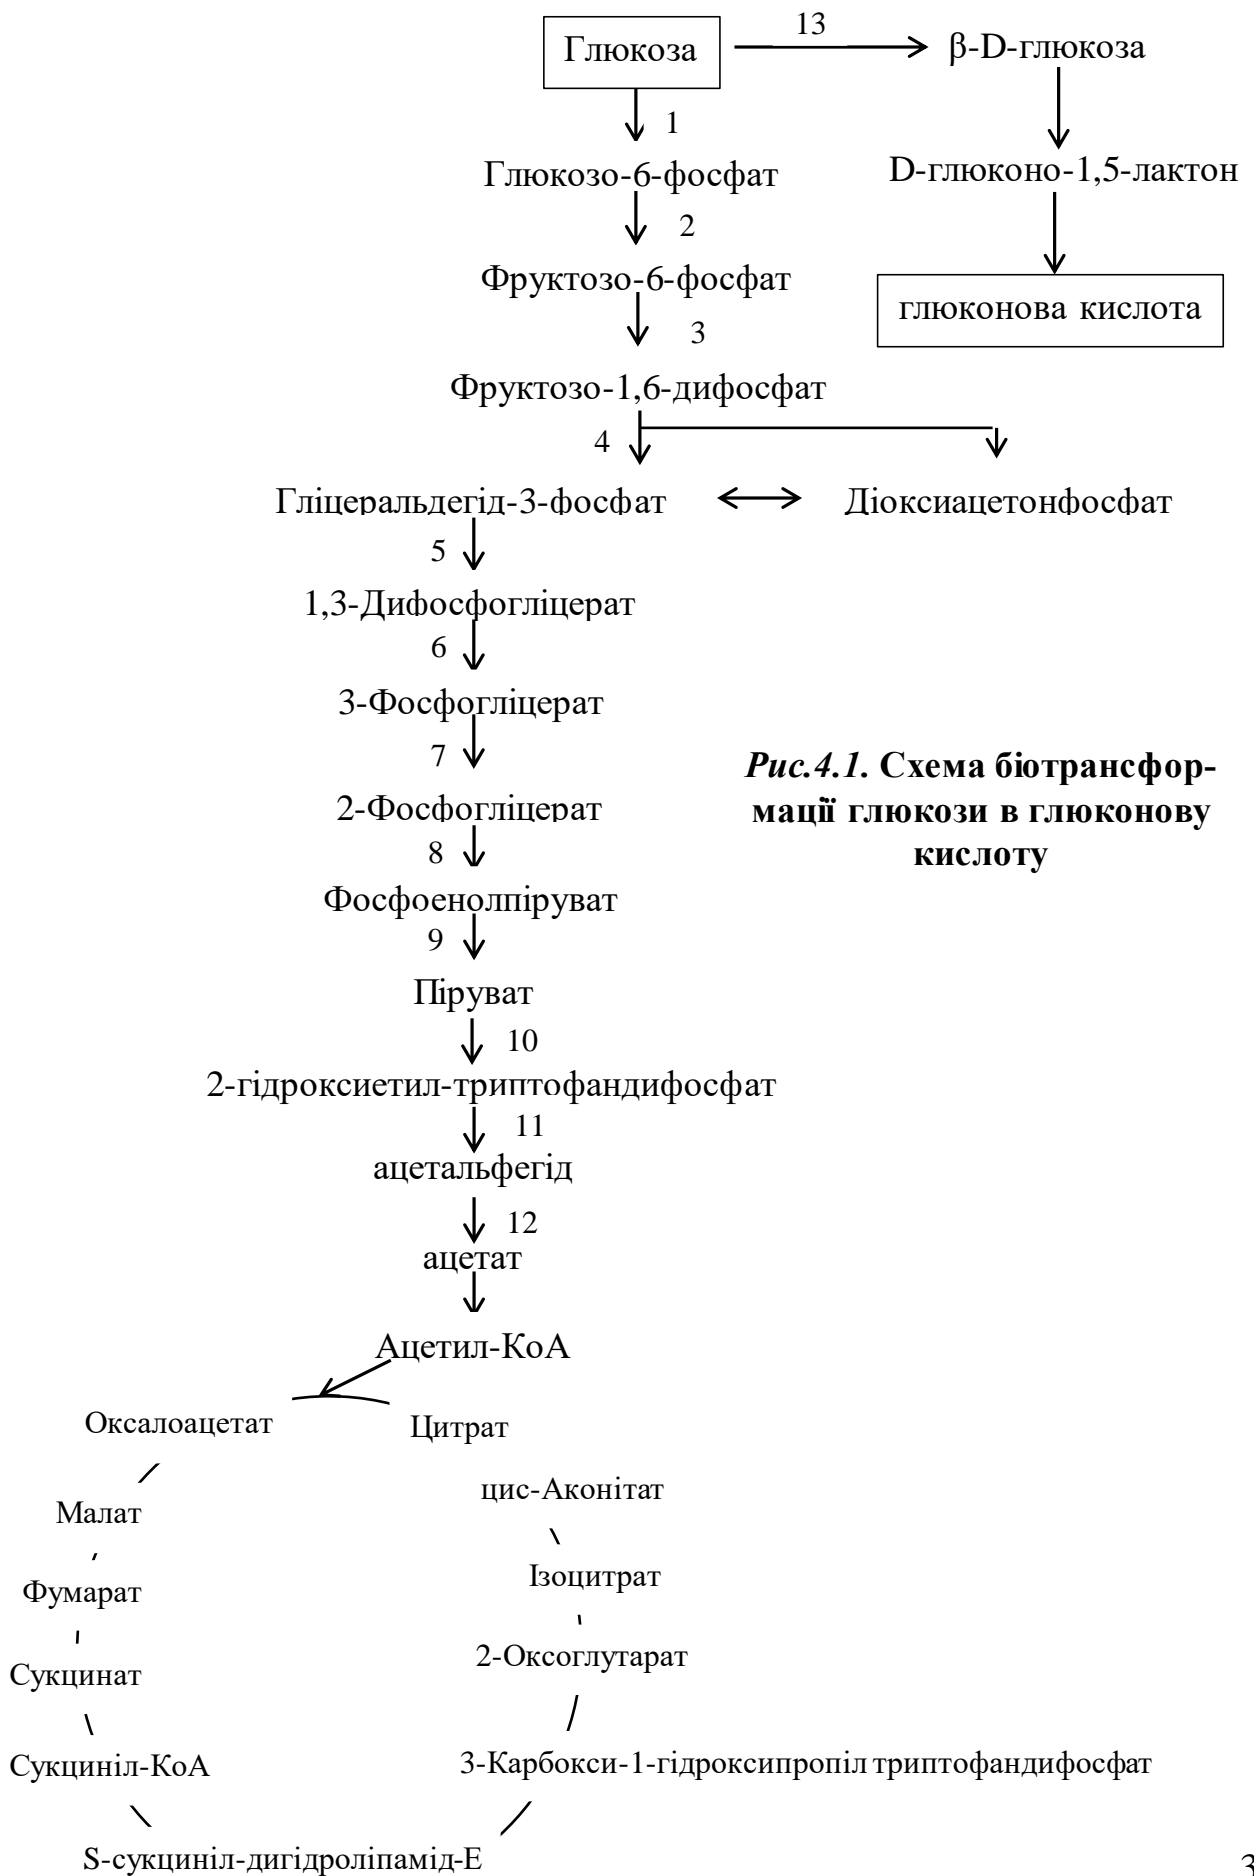 13
Глюкоза
β-D-глюкоза
1
Глюкозо-6-фосфат
D-глюконо-1,5-лактон
2
Фруктозо-6-фосфат
глюконова кислота
3
Фруктозо-1,6-дифосфат
4
Гліцеральдегід-3-фосфат
Діоксиацетонфосфат
5
1,3-Дифосфогліцерат
6
3-Фосфогліцерат
7
Рис.4.1. Схема біотрансфор-
мації глюкози в глюконову
кислоту
2-Фосфогліцерат
8
Фосфоенолпіруват
9
Піруват
10
2-гідроксиетил-триптофандифосфат
11
ацетальфегід
12
ацетат
Ацетил-КоА
Оксалоацетат
Цитрат
цис-Аконітат
Малат
Ізоцитрат
Фумарат
2-Оксоглутарат
Сукцинат
Сукциніл-КоА
3-Карбокси-1-гідроксипропіл триптофандифосфат
S-сукциніл-дигідроліпамід-Е
3